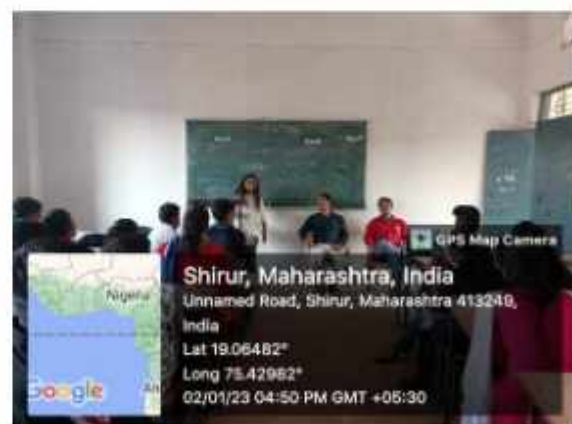 GPS Map Camera
Nigeria
Google
Shirur, Maharashtra, India
Unnamed Road, Shirur, Maharashtra 413249,
India
Lat 19.06482°
Long 75.42982°
02/01/23 04:50 PM GMT +05:30